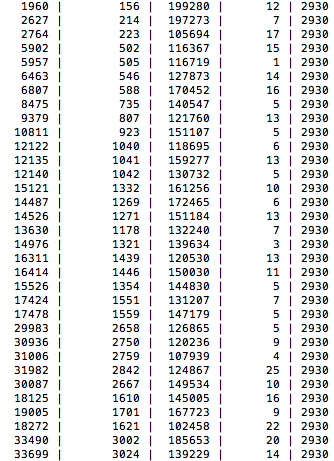 1960 | 156 | 199280 | 12 | 2930
2627 | 214 | 197273 | 7 | 2930
2764 | 223 | 105694 | 17 | 2930
5902 | 502 | 116367 | 15 | 2930
5957 | 505 | 116719 | 1 | 2930
6463 | 546 | 127873 | 14 | 2930
6807 | 588 | 170452 | 16 | 2930
8475 | 735 | 140547 | 5 | 2930
9379 | 807 | 121760 | 13 | 2930
10811 | 923 | 151107 | 5 | 2930
12122 | 1040 | 118695 | 6 | 2930
12135 | 1041 | 159277 | 13 | 2930
12140 | 1042 | 130732 | 5 | 2930
15121 | 1332 | 161256 | 10 | 2930
14487 | 1269 | 172465 | 6 | 2930
14526 | 1271 | 151184 | 13 | 2930
13630 | 1178 | 132240 | 7 | 2930
14976 | 1321 | 139634 | 3 | 2930
16311 | 1439 | 120530 | 13 | 2930
16414 | 1446 | 150030 | 11 | 2930
15526 | 1354 | 144830 | 5 | 2930
17424 | 1551 | 131207 | 7 | 2930
17478 | 1559 | 147179 | 5 | 2930
29983 | 2658 | 126865 | 5 | 2930
30936 | 2750 | 120236 | 9 | 2930
31006 | 2759 | 107939 | 4 | 2930
31982 | 2842 | 124867 | 25 | 2930
30087 | 2667 | 149534 | 10 | 2930
18125 | 1610 | 145005 | 16 | 2930
19005 | 1701 | 167723 | 9 | 2930
18272 | 1621 | 102458 | 22 | 2930
33490 | 3002 | 185653 | 20 | 2930
33699 | 3024 | 139229 | 14 | 2930